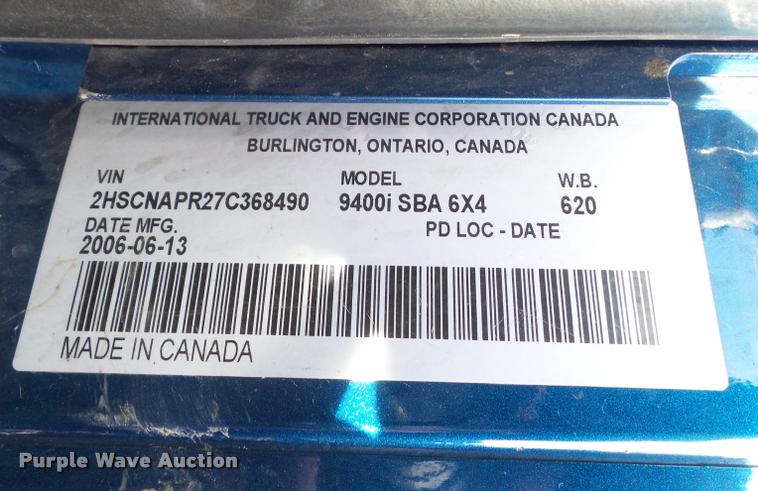 INTERNATIONAL TRUCK AND ENGINE CORPORATION CANADA
BURLINGTON, ONTARIO, CANADA
VIN MODEL W.B.
2HSCNAPR27C368490 9400i SBA 6X4 620
DATE MFG. PD LOC - DATE
2006-06-13
MADE IN CANADA
Purple Wave Auction